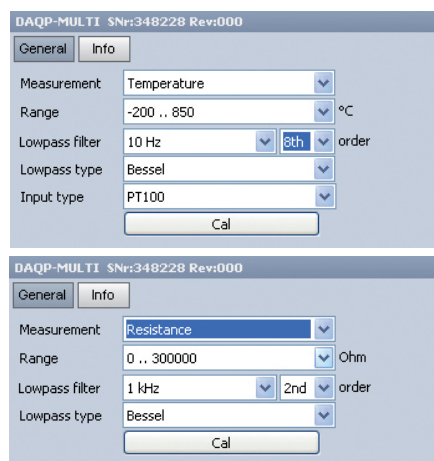 DAQP-MULTI SNr:348228 Rev:000
General Info
Measurement Temperature
Range -200 .. 850 °C
Lowpass filter 10 Hz 8th order
Lowpass type Bessel
Input type PT100
Cal
DAQP-MULTI SNr:348228 Rev:000
General Info
Measurement Resistance
Range 0 .. 300000 Ohm
Lowpass filter 1 kHz 2nd order
Lowpass type Bessel
Cal